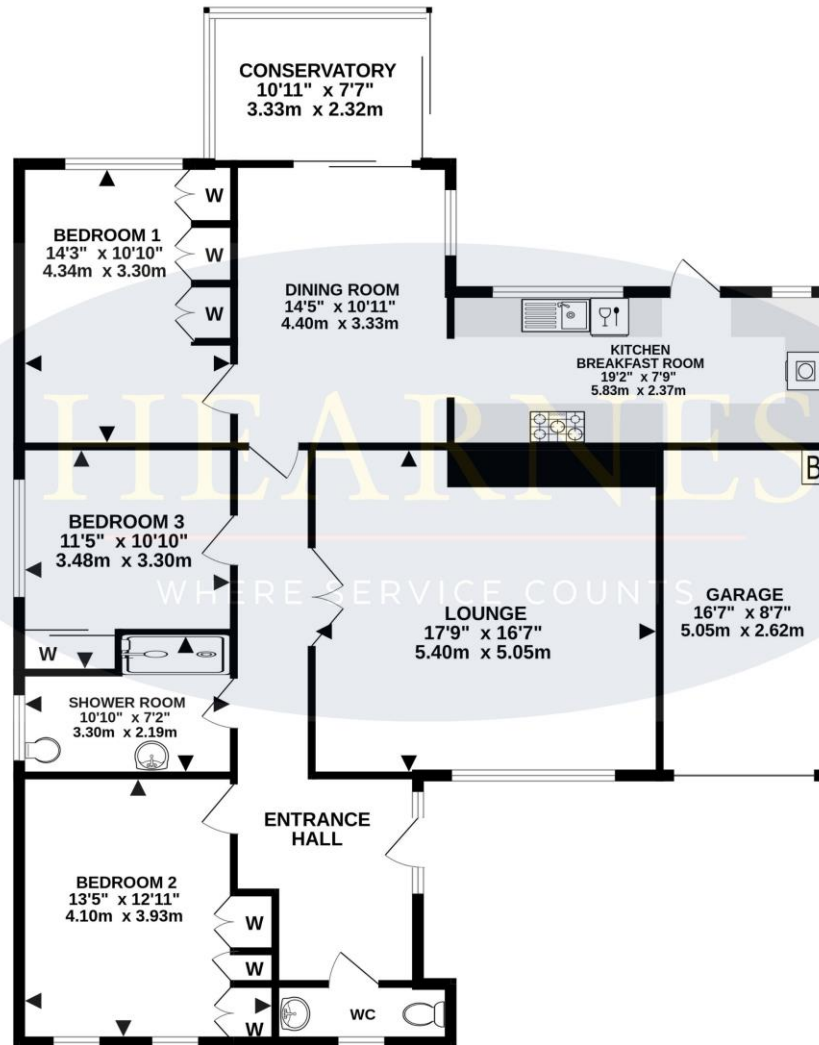 CONSERVATORY
10'11" x 7'7"
3.33m x 2.32m
BEDROOM 1
14'3" x 10'10"
4.34m x 3.30m
W
W
W
DINING ROOM
14'5" x 10'11"
4.40m x 3.33m
KITCHEN
BREAKFAST ROOM
19'2" x 7'9"
5.83m x 2.37m
HEARNES
WHERE SERVICE COUNTS
B
BEDROOM 3
11'5" x 10'10"
3.48m x 3.30m
W
LOUNGE
17'9" x 16'7"
5.40m x 5.05m
GARAGE
16'7" x 8'7"
5.05m x 2.62m
SHOWER ROOM
10'10" x 7'2"
3.30m x 2.19m
ENTRANCE
HALL
BEDROOM 2
13'5" x 12'11"
4.10m x 3.93m
W
W
W
WC